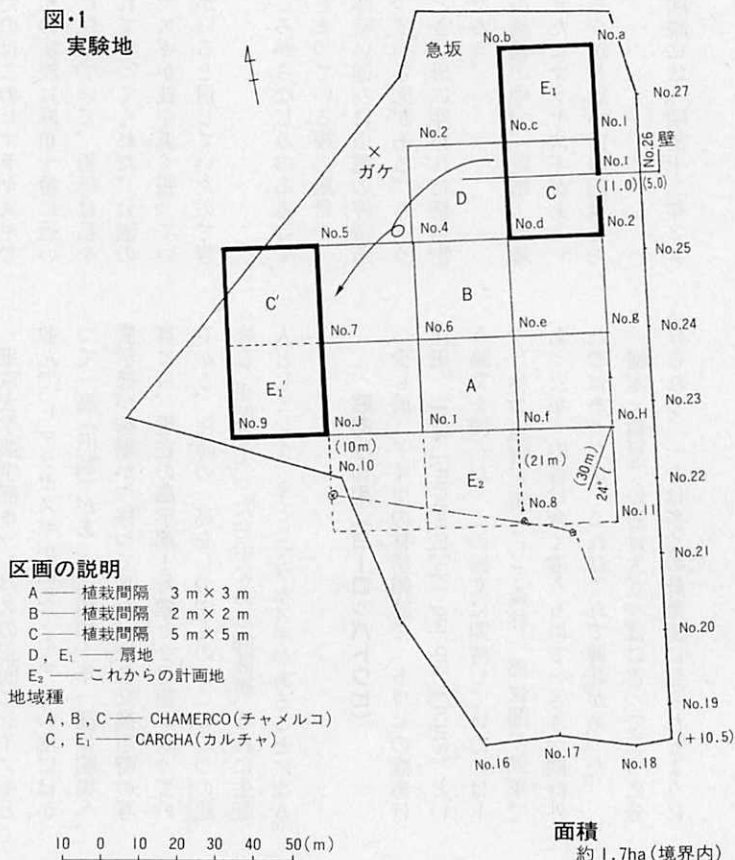 図・1
実験地
急坂
No.b
No.a
E₁
No.27
No.2
No.c
No.1
No.26
壁
×
ガケ
No.1
D
C
(11.0)
(5.0)
No.5
No.4
No.d
No.2
No.25
C′
B
No.7
No.6
No.e
No.g
No.24
E₁′
A
No.23
No.9
No.J
No.1
No.f
No.H
(10m)
No.10
E₂
(21m)
(30m)
24°
No.22
No.8
No.11
No.21
No.20
No.19
(+10.5)
No.16
No.17
No.18
区画の説明
A — 植栽間隔 3m×3m
B — 植栽間隔 2m×2m
C — 植栽間隔 5m×5m
D, E₁ — 扇地
E₂ — これからの計画地
地域種
A, B, C — CHAMERCO(チャメルコ)
C, E₁ — CARCHA(カルチャ)
10 0 10 20 30 40 50(m)
面積
約1.7ha(境界内)